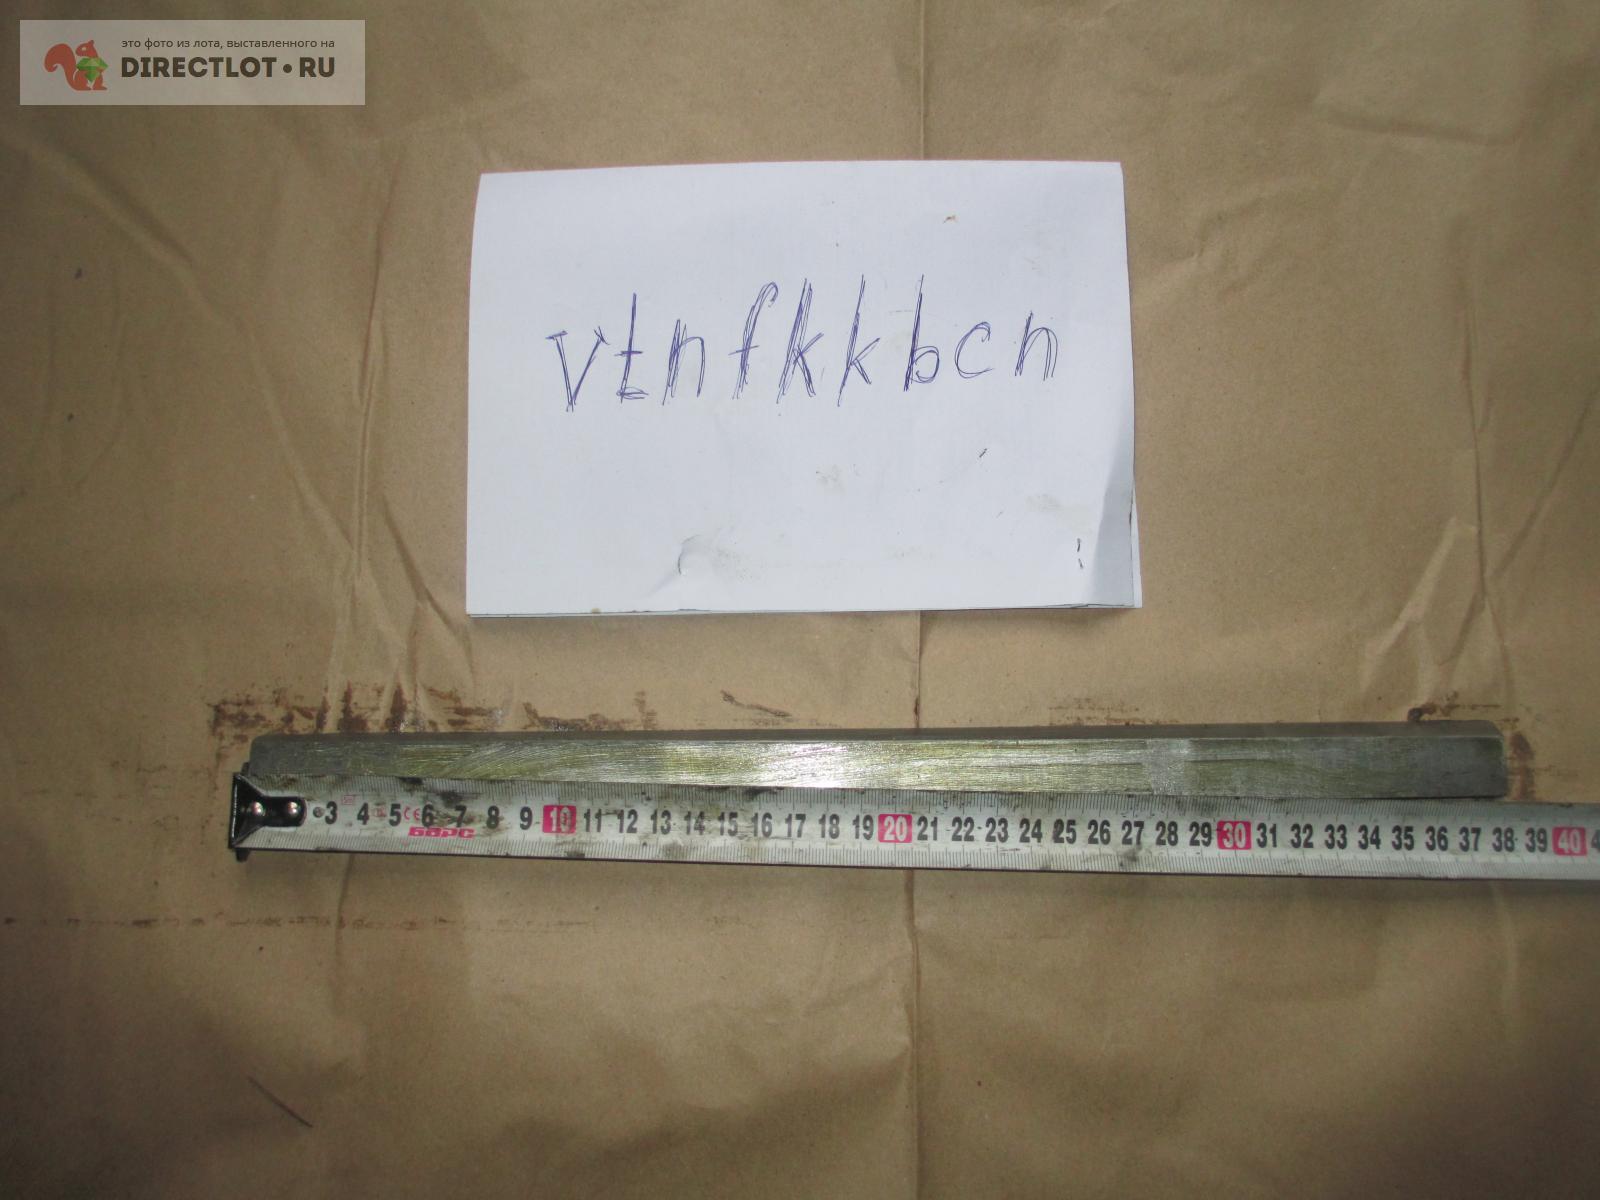 это фото из лота, выставленного на
DIRECTLOT•RU
vtnfkkbcn
3 4 5 6 7 8 9 10 11 12 13 14 15 16 17 18 19 20 21 22 23 24 25 26 27 28 29 30 31 32 33 34 35 36 37 38 39 40
БАРС